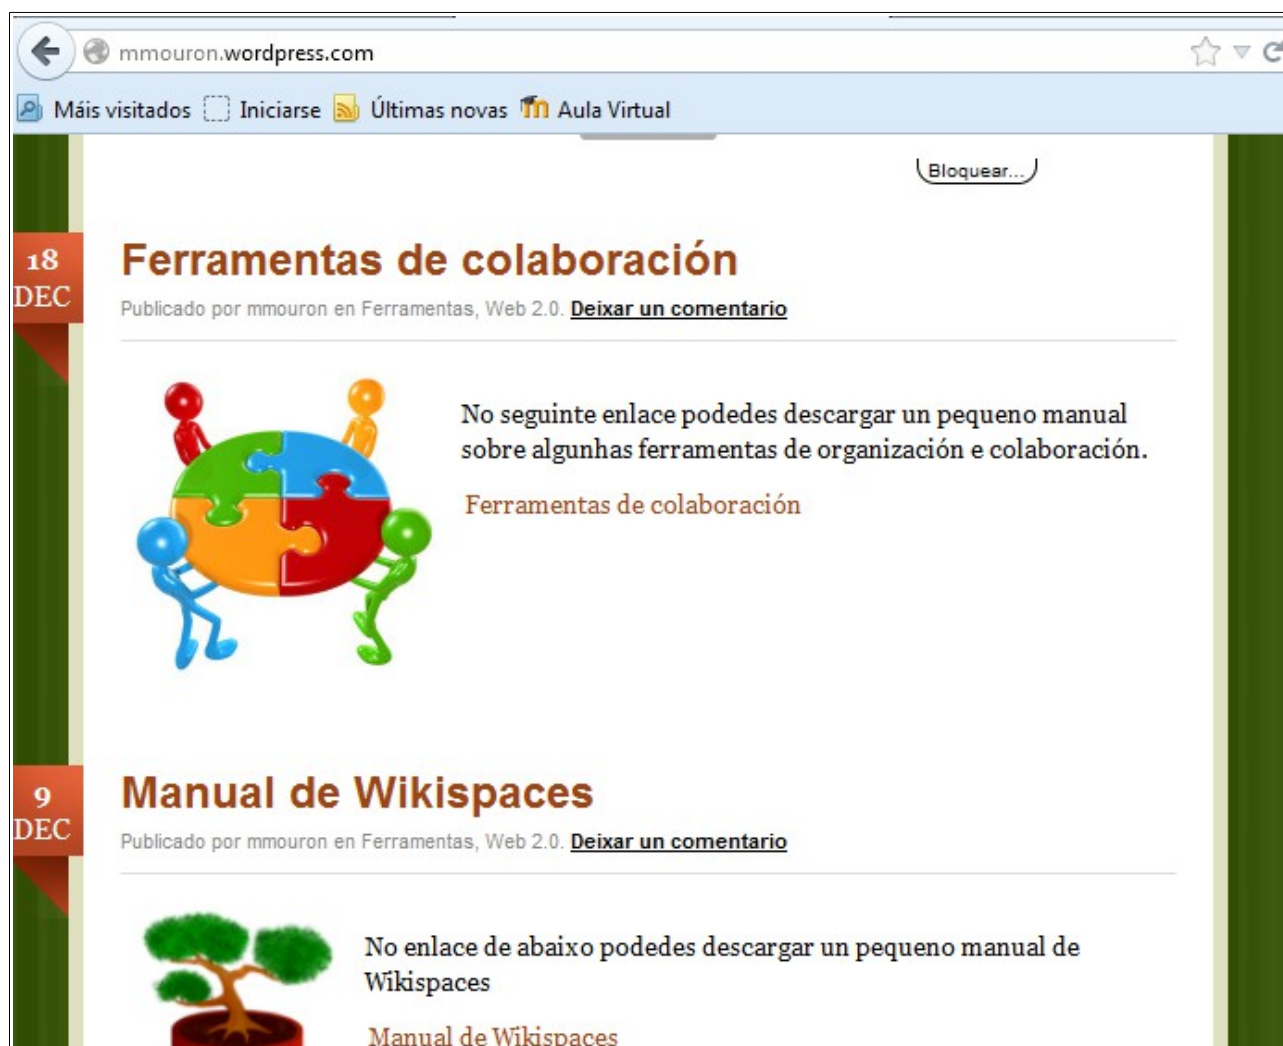 mmouron.wordpress.com
Máis visitados Iniciarse Últimas novas Aula Virtual
Bloquear...
18
DEC
Ferramentas de colaboración
Publicado por mmouron en Ferramentas, Web 2.0. Deixar un comentario
No seguinte enlace podedes descargar un pequeno manual
sobre algunhas ferramentas de organización e colaboración.
Ferramentas de colaboración
9
DEC
Manual de Wikispaces
Publicado por mmouron en Ferramentas, Web 2.0. Deixar un comentario
No enlace de abaixo podedes descargar un pequeno manual de
Wikispaces
Manual de Wikispaces